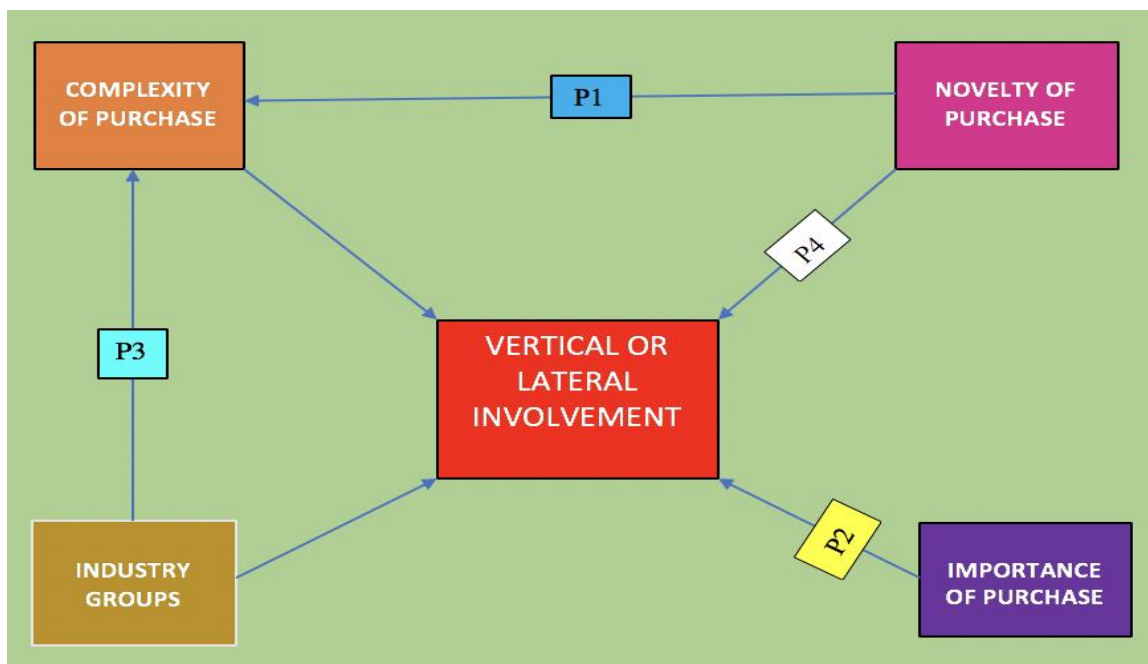 COMPLEXITY
OF PURCHASE
P1
NOVELTY OF
PURCHASE
P4
P3
VERTICAL OR
LATERAL
INVOLVEMENT
P2
INDUSTRY
GROUPS
IMPORTANCE
OF PURCHASE